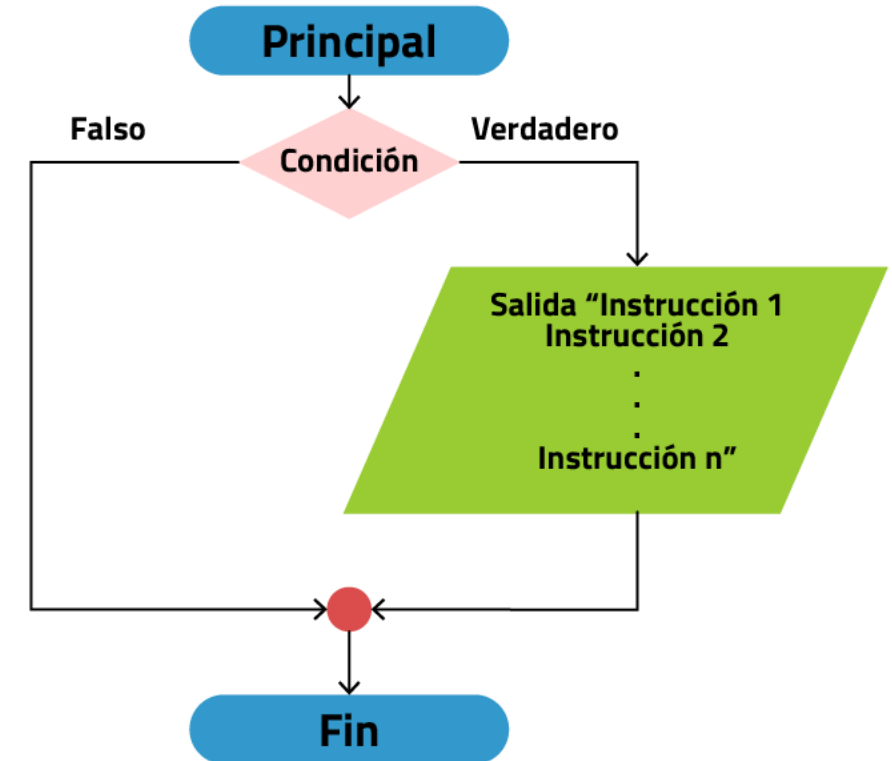 Principal
Falso
Verdadero
Condición
Salida “Instrucción 1
Instrucción 2
.
.
.
Instrucción n”
Fin